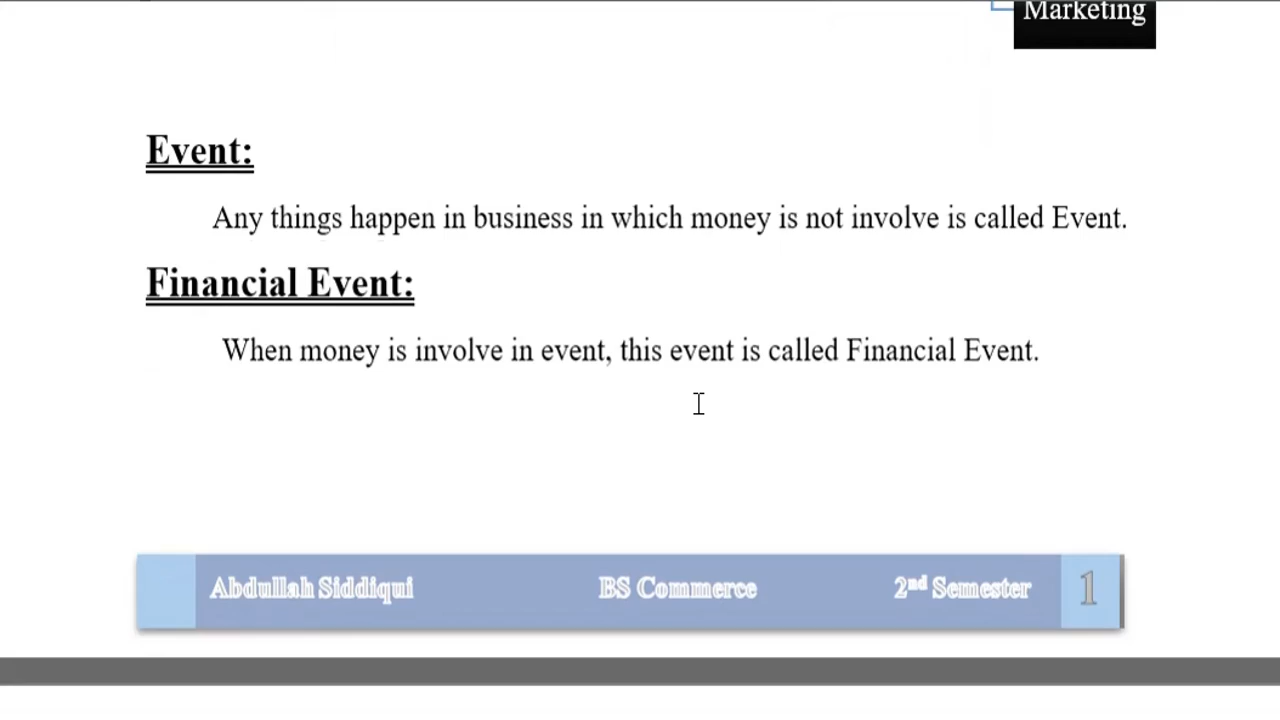 Marketing
Event:
Any things happen in business in which money is not involve is called Event.
Financial Event:
When money is involve in event, this event is called Financial Event.
Abdullah Siddiqui BS Commerce 2nd Semester 1